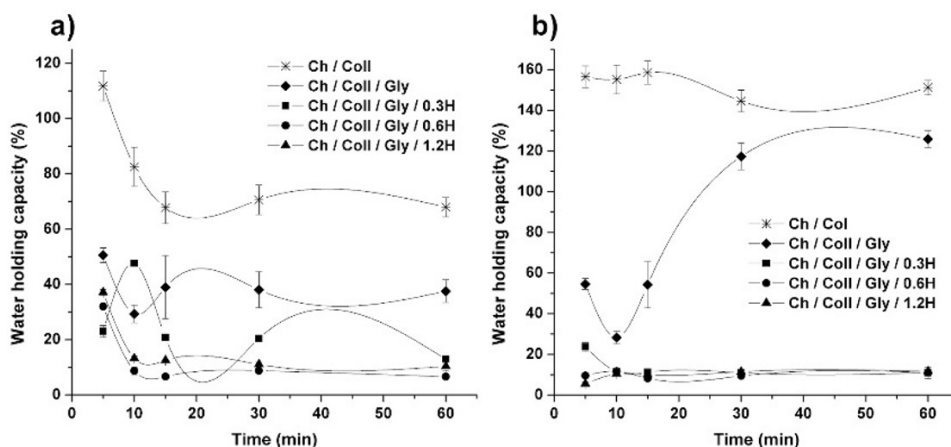 a)
120
100
80
60
40
20
0
Water holding capacity (%)
Ch / Coll
Ch / Coll / Gly
Ch / Coll / Gly / 0.3H
Ch / Coll / Gly / 0.6H
Ch / Coll / Gly / 1.2H
0 10 20 30 40 50 60
Time (min)
b)
160
140
120
100
80
60
40
20
0
Water holding capacity (%)
Ch / Col
Ch / Coll / Gly
Ch / Coll / Gly / 0.3H
Ch / Coll / Gly / 0.6H
Ch / Coll / Gly / 1.2H
0 10 20 30 40 50 60
Time (min)